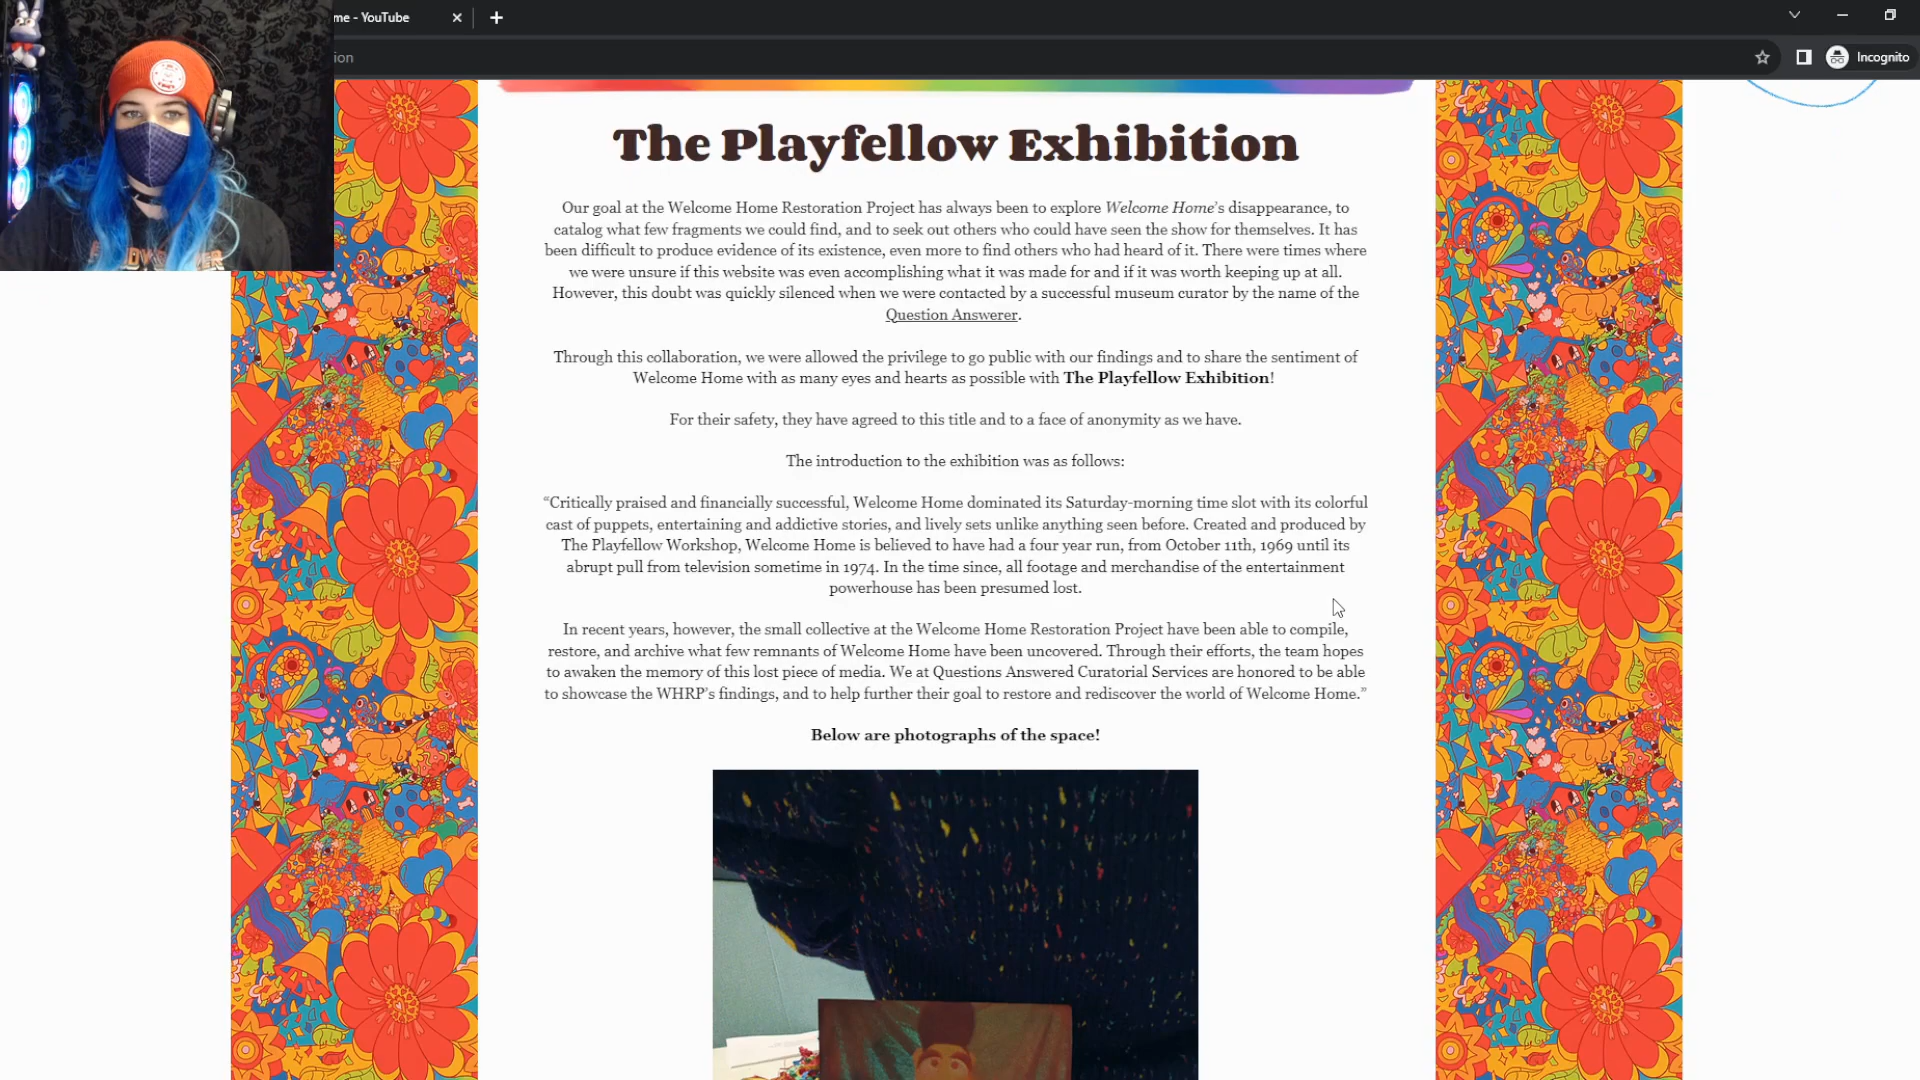 me - YouTube
ion
Incognito
The Playfellow Exhibition
Our goal at the Welcome Home Restoration Project has always been to explore Welcome Home's disappearance, to
catalog what few fragments we could find, and to seek out others who could have seen the show for themselves. It has
been difficult to produce evidence of its existence, even more to find others who had heard of it. There were times where
we were unsure if this website was even accomplishing what it was made for and if it was worth keeping up at all.
However, this doubt was quickly silenced when we were contacted by a successful museum curator by the name of the
Question Answerer.
Through this collaboration, we were allowed the privilege to go public with our findings and to share the sentiment of
Welcome Home with as many eyes and hearts as possible with The Playfellow Exhibition!
For their safety, they have agreed to this title and to a face of anonymity as we have.
The introduction to the exhibition was as follows:
“Critically praised and financially successful, Welcome Home dominated its Saturday-morning time slot with its colorful
cast of puppets, entertaining and addictive stories, and lively sets unlike anything seen before. Created and produced by
The Playfellow Workshop, Welcome Home is believed to have had a four year run, from October 11th, 1969 until its
abrupt pull from television sometime in 1974. In the time since, all footage and merchandise of the entertainment
powerhouse has been presumed lost.
In recent years, however, the small collective at the Welcome Home Restoration Project have been able to compile,
restore, and archive what few remnants of Welcome Home have been uncovered. Through their efforts, the team hopes
to awaken the memory of this lost piece of media. We at Questions Answered Curatorial Services are honored to be able
to showcase the WHRP's findings, and to help further their goal to restore and rediscover the world of Welcome Home.”
Below are photographs of the space!